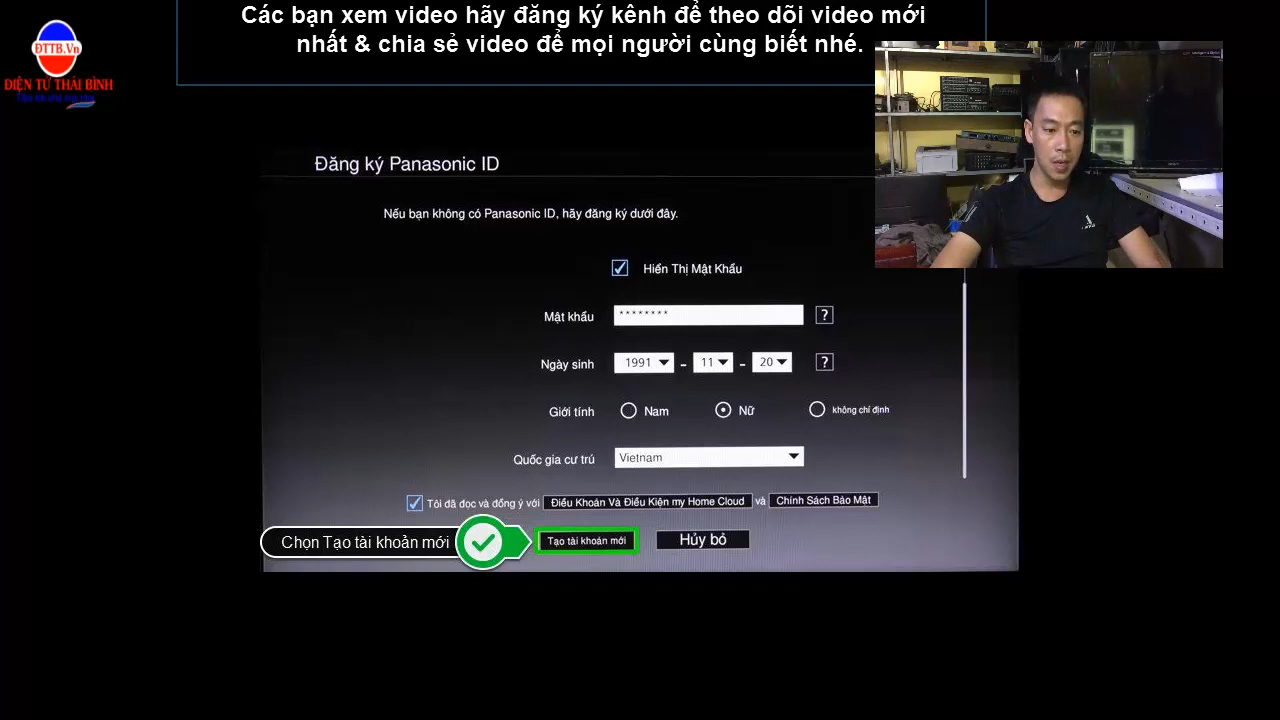 Các bạn xem video hãy đăng ký kênh để theo dõi video mới
nhất & chia sẻ video để mọi người cùng biết nhé.
ĐTTB.Vn
ĐIỆN TỬ THÁI BÌNH
Đăng ký Panasonic ID
Nếu bạn không có Panasonic ID, hãy đăng ký dưới đây.
Hiển Thị Mật Khẩu
Mật khẩu ******** ?
Ngày sinh 1991 - 11 - 20 ?
Giới tính Nam Nữ không chỉ định
Quốc gia cư trú Vietnam
Tôi đã đọc và đồng ý với Điều Khoản Và Điều Kiện my Home Cloud và Chính Sách Bảo Mật
Chọn Tạo tài khoản mới Tạo tài khoản mới Hủy bỏ